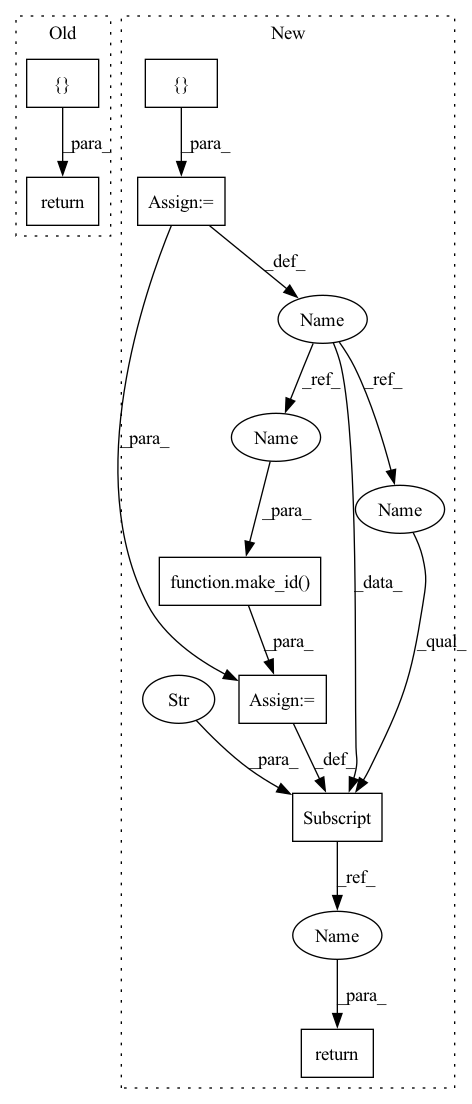 Old
New
{}
{}
_para_
_para_
return
Assign:=
_def_
Name
_ref_
_ref_
_para_
Name
Name
_para_
function.make_id()
_data_
_qual_
_para_
Str
Assign:=
_para_
_def_
Subscript
_ref_
Name
_para_
return